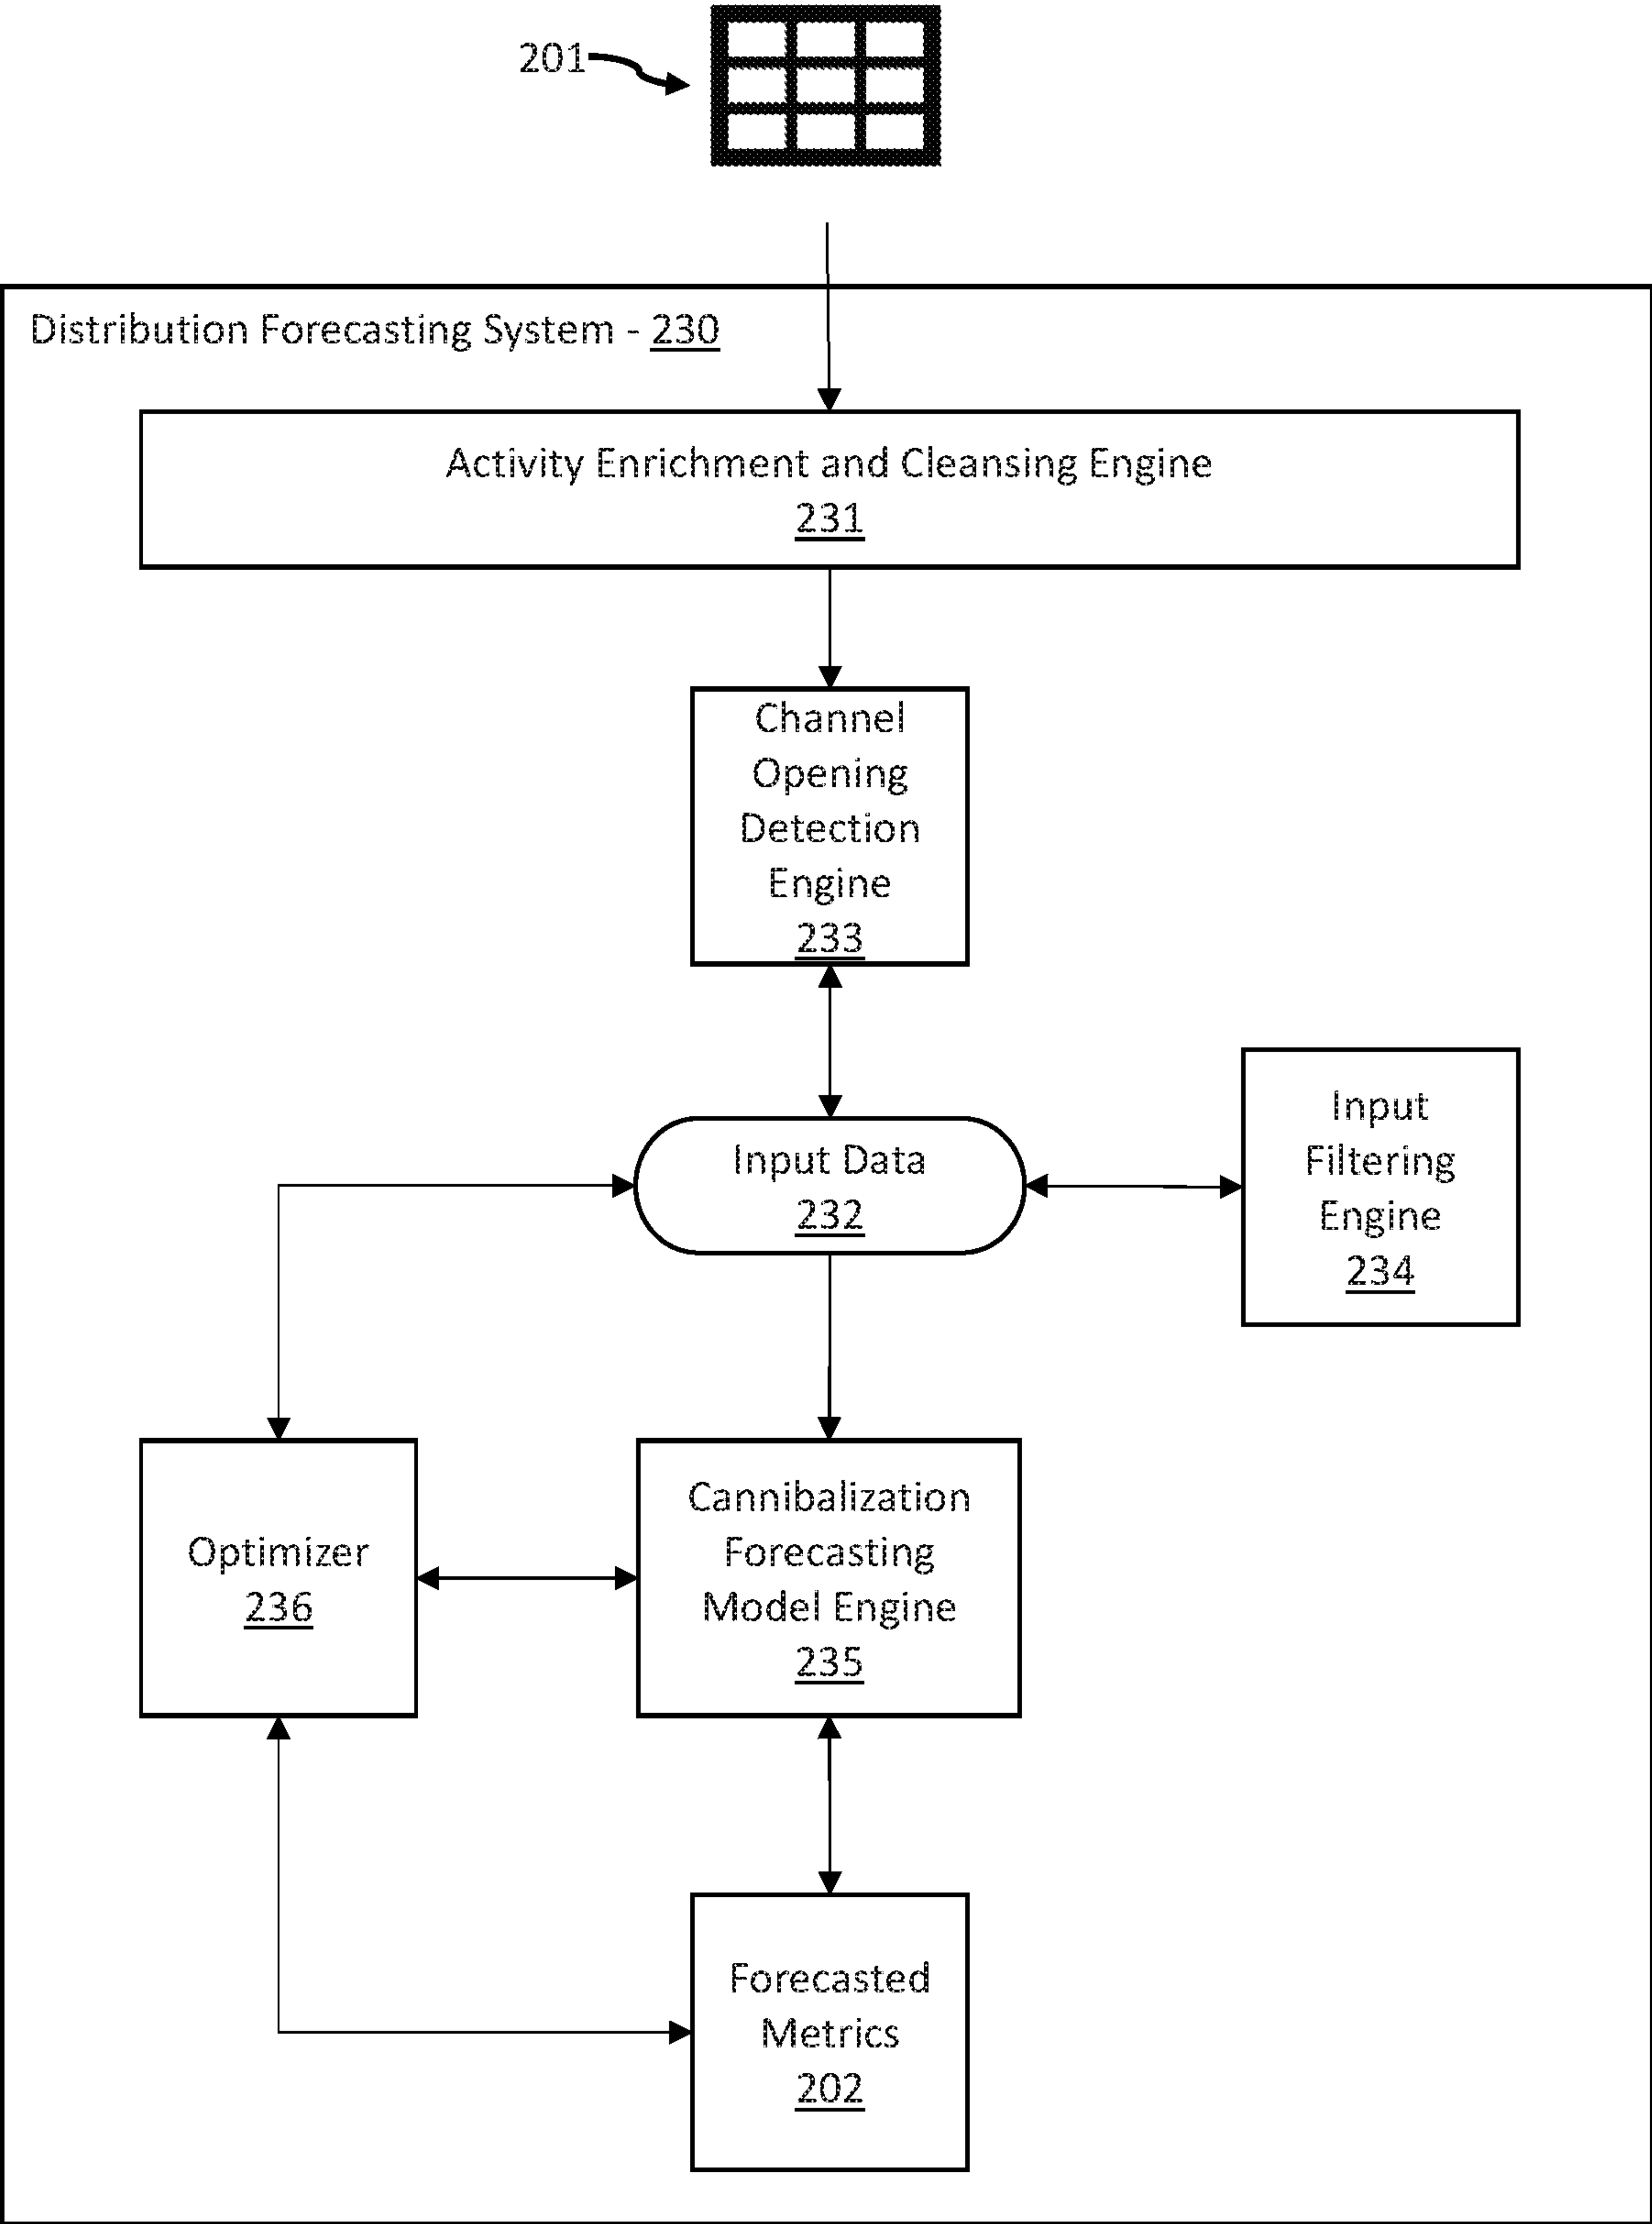 201
Distribution Forecasting System - 230
Activity Enrichment and Cleansing Engine
231
Channel
Opening
Detection
Engine
233
Input Data
232
Input
Filtering
Engine
234
Optimizer
236
Cannibalization
Forecasting
Model Engine
235
Forecasted
Metrics
202